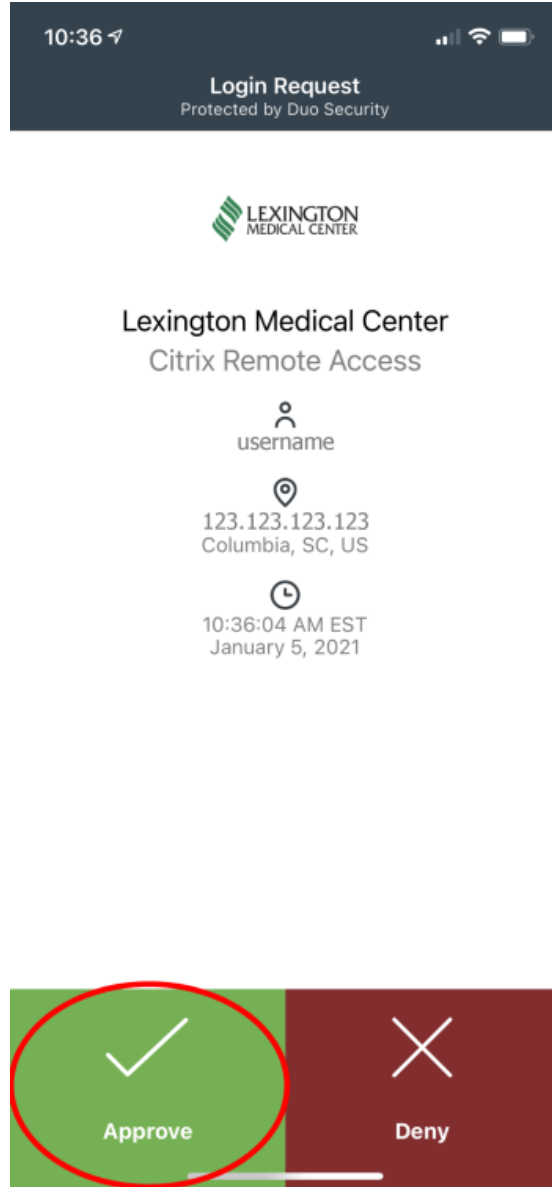 10:36
Login Request
Protected by Duo Security
LEXINGTON
MEDICAL CENTER
Lexington Medical Center
Citrix Remote Access
username
123.123.123.123
Columbia, SC, US
10:36:04 AM EST
January 5, 2021
Approve
Deny